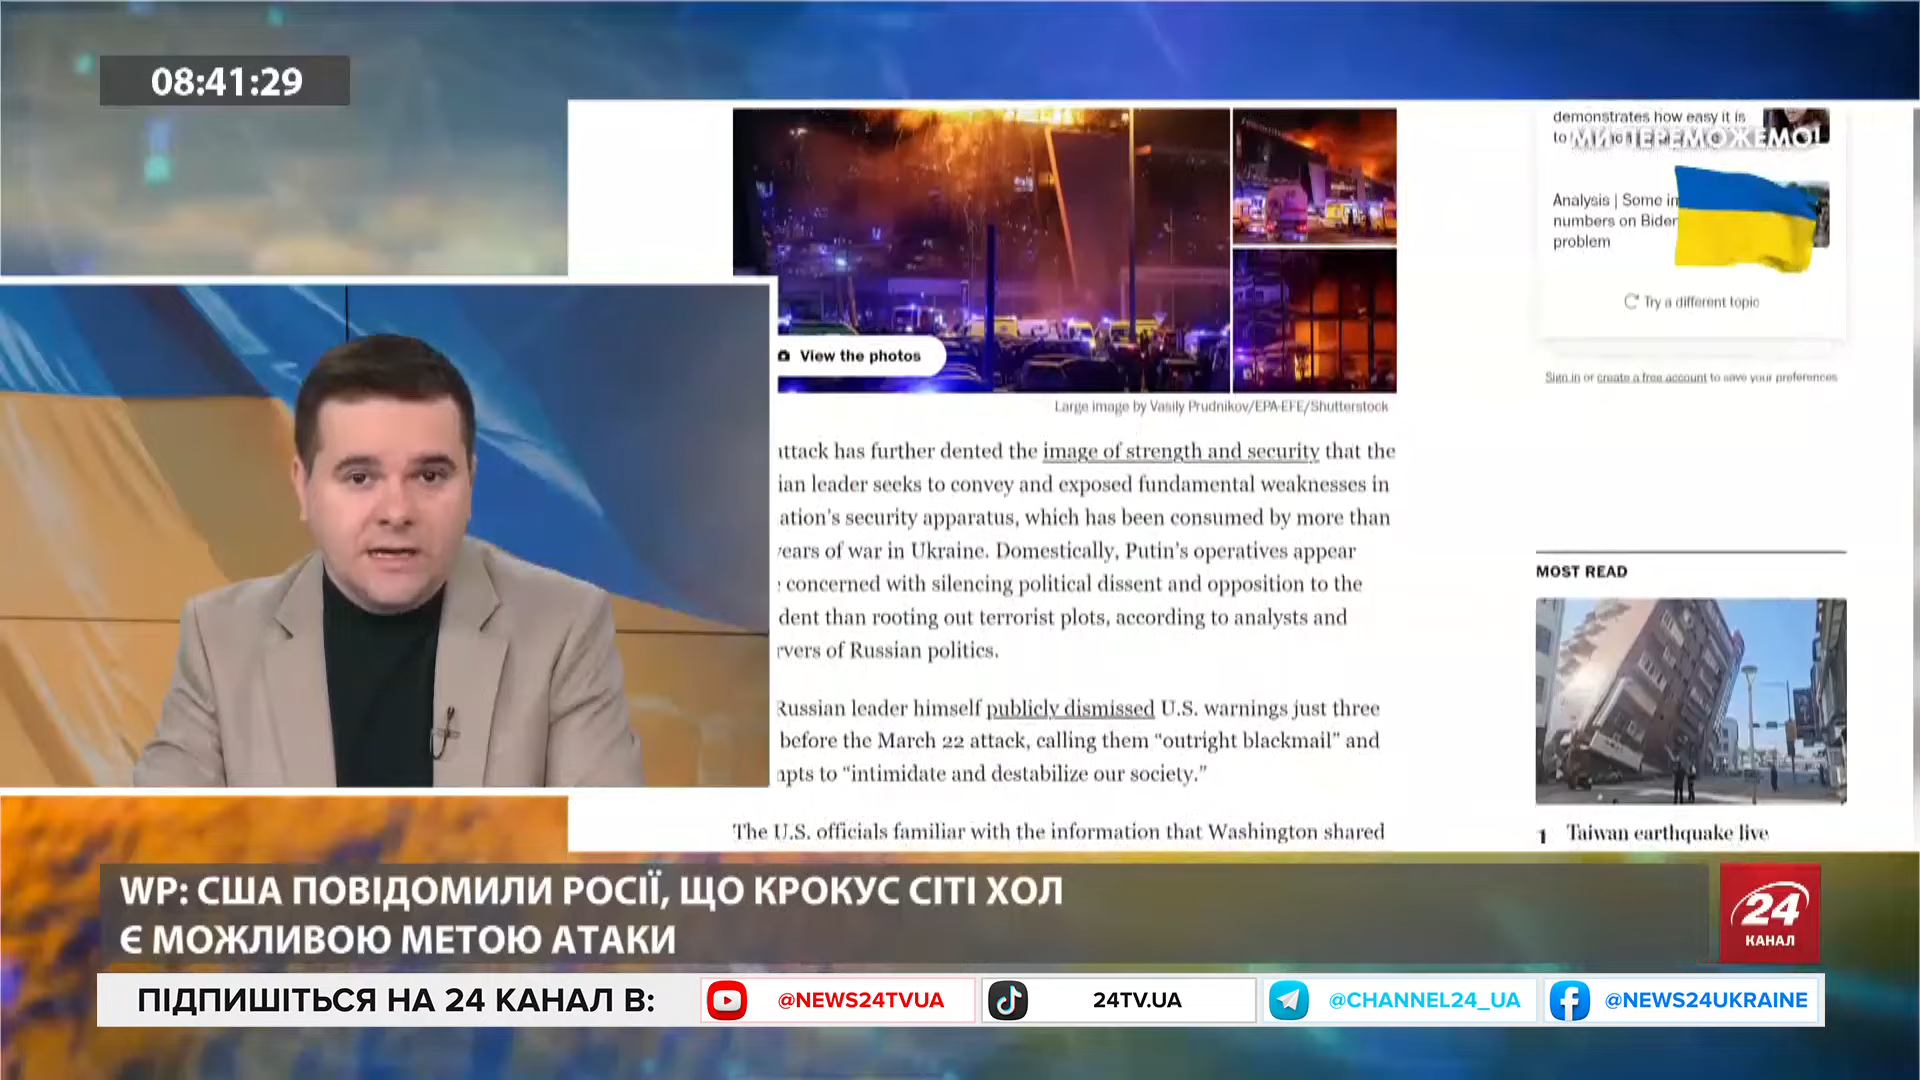 08:41:29
demonstrates how easy it is
to
МИ ПЕРЕМОЖЕМО!
Analysis | Some
numbers on Biden
problem
Try a different topic
Sign in or create a free account to save your preferences
View the photos
Large image by Vasily Prudnikov/EPA-EFE/Shutterstock
ttack has further dented the image of strength and security that the
ian leader seeks to convey and exposed fundamental weaknesses in
ation's security apparatus, which has been consumed by more than
ears of war in Ukraine. Domestically, Putin's operatives appear
concerned with silencing political dissent and opposition to the
dent than rooting out terrorist plots, according to analysts and
rvers of Russian politics.
Russian leader himself publicly dismissed U.S. warnings just three
before the March 22 attack, calling them “outright blackmail” and
pts to “intimidate and destabilize our society.”
The U.S. officials familiar with the information that Washington shared
MOST READ
1 Taiwan earthquake live
WP: США ПОВІДОМИЛИ РОСІЇ, ЩО КРОКУС СІТІ ХОЛ
Є МОЖЛИВОЮ МЕТОЮ АТАКИ
24
КАНАЛ
ПІДПИШІТЬСЯ НА 24 КАНАЛ В:
@NEWS24TVUA
24TV.UA
@CHANNEL24_UA
@NEWS24UKRAINE